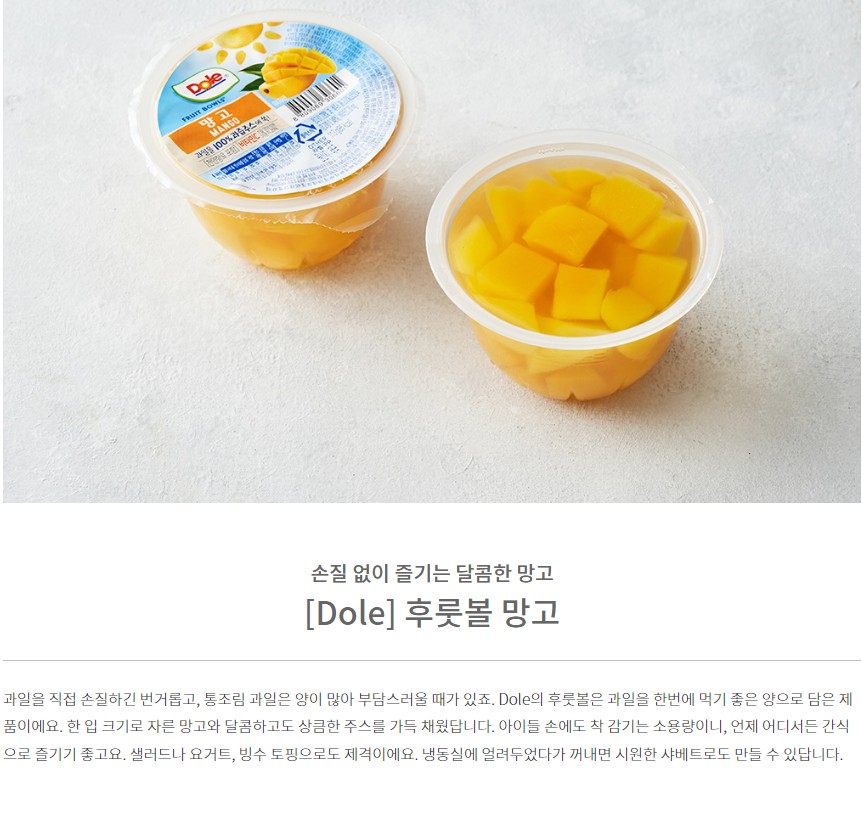 Dole
FRUIT BOWLS
망고
MANGO
과일을 100% 과즙주스에 쏙!
비타민C
손질 없이 즐기는 달콤한 망고
[Dole] 후룻볼 망고
과일을 직접 손질하긴 번거롭고, 통조림 과일은 양이 많아 부담스러울 때가 있죠. Dole의 후룻볼은 과일을 한번에 먹기 좋은 양으로 담은 제
품이에요. 한 입 크기로 자른 망고와 달콤하고도 상큼한 주스를 가득 채웠답니다. 아이들 손에도 착 감기는 소용량이니, 언제 어디서든 간식
으로 즐기기 좋고요. 샐러드나 요거트, 빙수 토핑으로도 제격이에요. 냉동실에 얼려두었다가 꺼내면 시원한 샤베트로도 만들 수 있답니다.